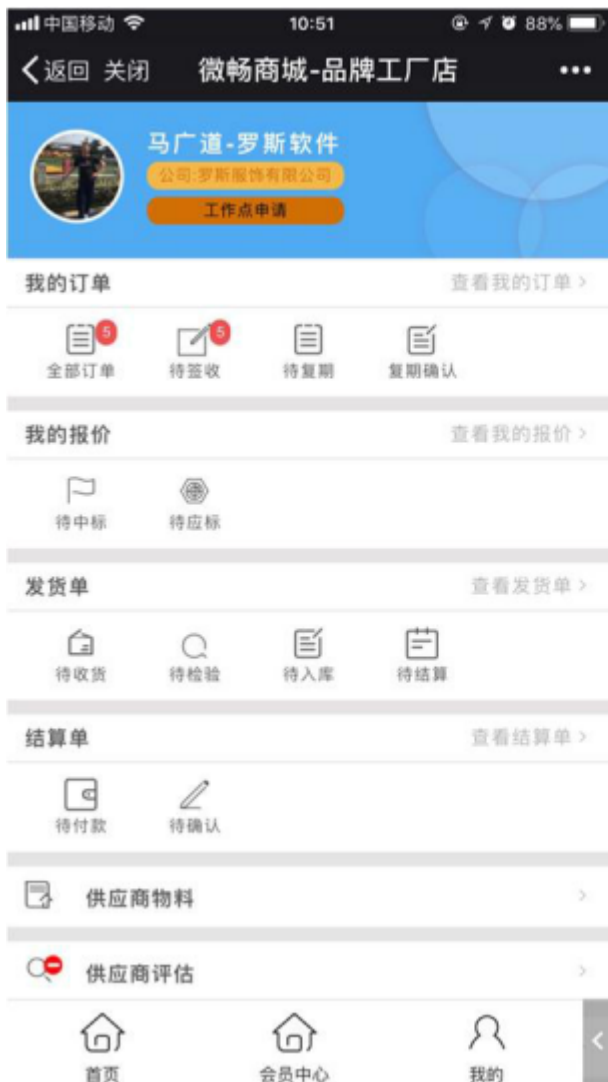 中国移动 10:51 88%
返回 关闭 微畅商城-品牌工厂店
马广道-罗斯软件
公司:罗斯服饰有限公司
工作点申请
我的订单 查看我的订单
5 5
全部订单 待签收 待复期 复期确认
我的报价 查看我的报价
待中标 待应标
发货单 查看发货单
待收货 待检验 待入库 待结算
结算单 查看结算单
待付款 待确认
供应商物料
供应商评估
首页 会员中心 我的